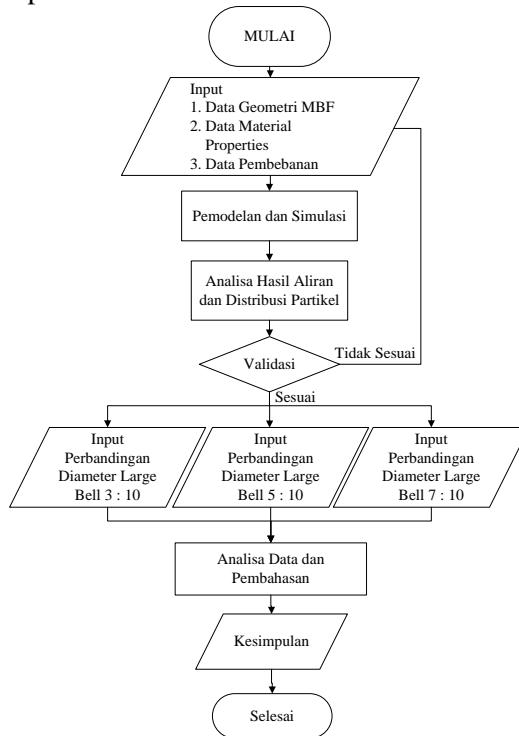 MULAI
Input
1. Data Geometri MBF
2. Data Material
Properties
3. Data Pembebanan
Pemodelan dan Simulasi
Analisa Hasil Aliran
dan Distribusi Partikel
Validasi
Tidak Sesuai
Sesuai
Input
Perbandingan
Diameter Large
Bell 3 : 10
Input
Perbandingan
Diameter Large
Bell 5 : 10
Input
Perbandingan
Diameter Large
Bell 7 : 10
Analisa Data dan
Pembahasan
Kesimpulan
Selesai